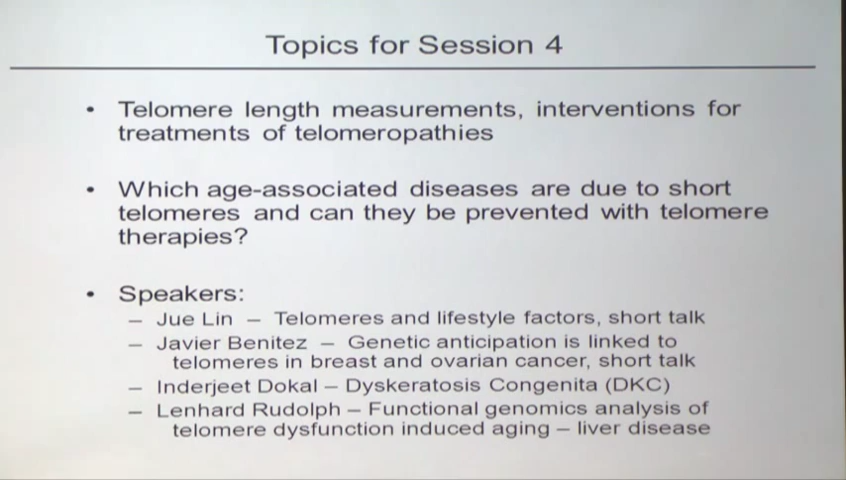 Topics for Session 4
• Telomere length measurements, interventions for
treatments of telomeropathies
• Which age-associated diseases are due to short
telomeres and can they be prevented with telomere
therapies?
• Speakers:
– Jue Lin – Telomeres and lifestyle factors, short talk
– Javier Benitez – Genetic anticipation is linked to
telomeres in breast and ovarian cancer, short talk
– Inderjeet Dokal – Dyskeratosis Congenita (DKC)
– Lenhard Rudolph – Functional genomics analysis of
telomere dysfunction induced aging – liver disease